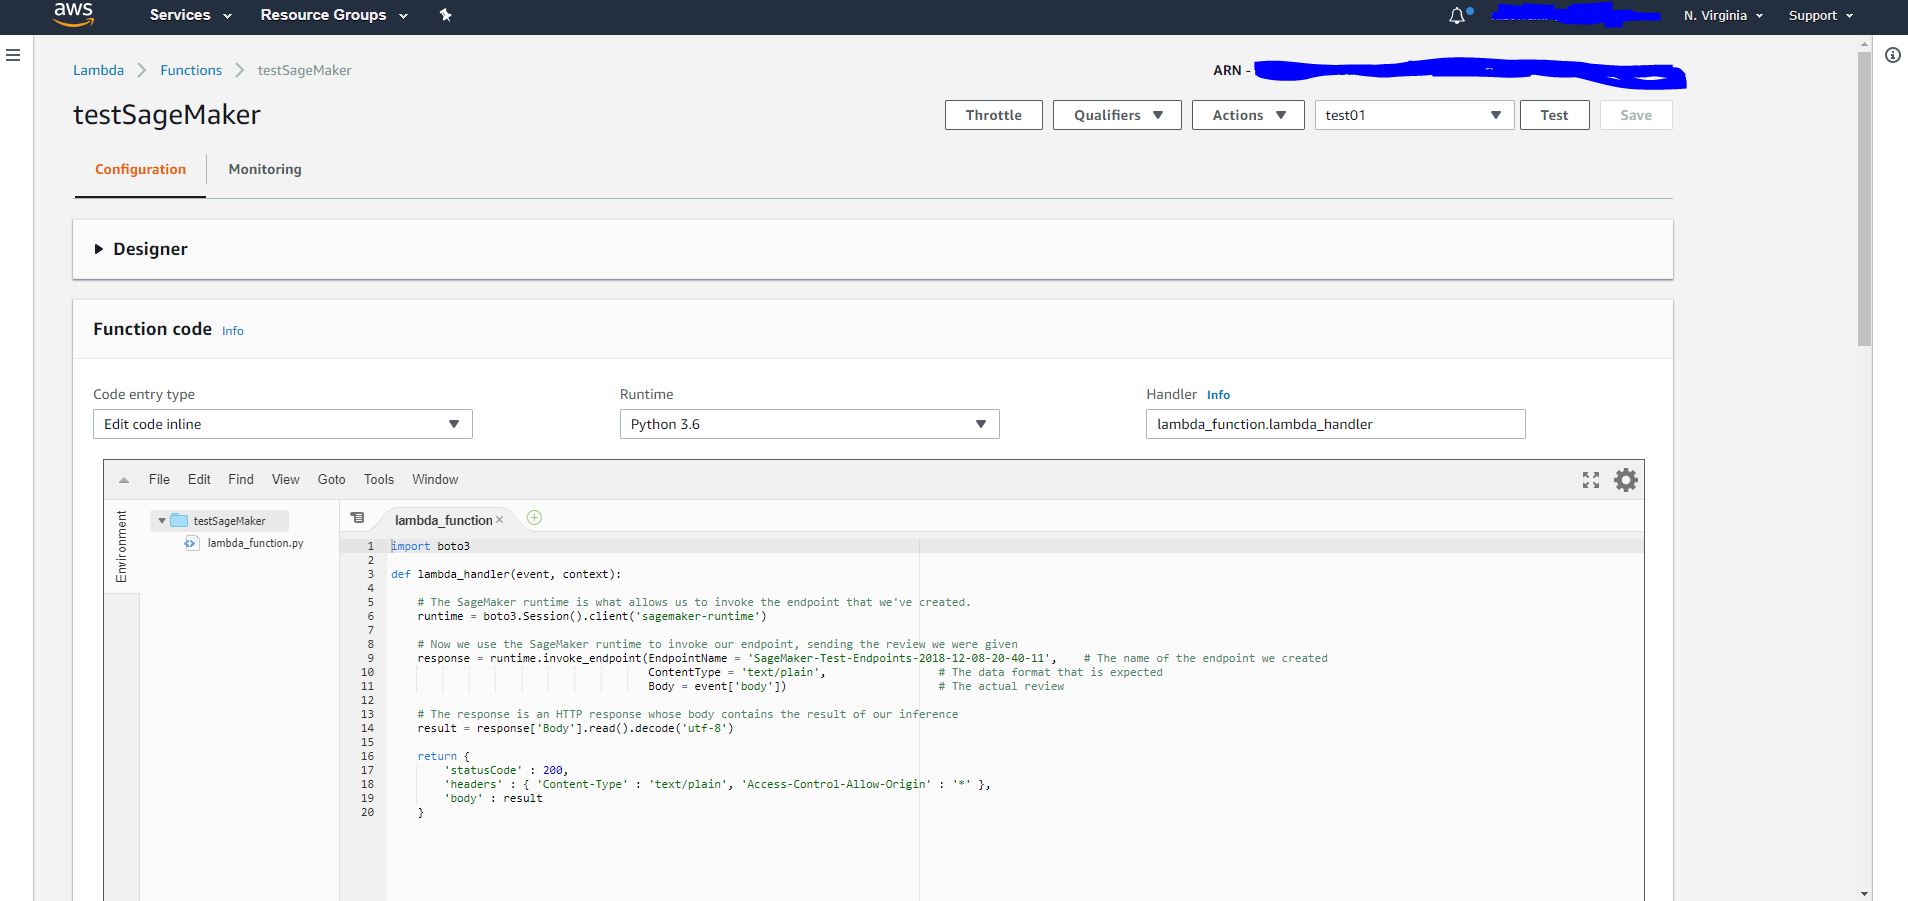 aws Services Resource Groups N. Virginia Support
Lambda Functions testSageMaker ARN -
testSageMaker Throttle Qualifiers Actions test01 Test Save
Configuration Monitoring
Designer
Function code Info
Code entry type Runtime Handler Info
Edit code inline Python 3.6 lambda_function.lambda_handler
File Edit Find View Goto Tools Window
Environment
testSageMaker
lambda_function.py
lambda_function ×
1 import boto3
2
3 def lambda_handler(event, context):
4
5 # The SageMaker runtime is what allows us to invoke the endpoint that we've created.
6 runtime = boto3.Session().client('sagemaker-runtime')
7
8 # Now we use the SageMaker runtime to invoke our endpoint, sending the review we were given
9 response = runtime.invoke_endpoint(EndpointName = 'SageMaker-Test-Endpoints-2018-12-08-20-40-11', # The name of the endpoint we created
10 ContentType = 'text/plain', # The data format that is expected
11 Body = event['body']) # The actual review
12
13 # The response is an HTTP response whose body contains the result of our inference
14 result = response['Body'].read().decode('utf-8')
15
16 return {
17 'statusCode' : 200,
18 'headers' : { 'Content-Type' : 'text/plain', 'Access-Control-Allow-Origin' : '*' },
19 'body' : result
20 }